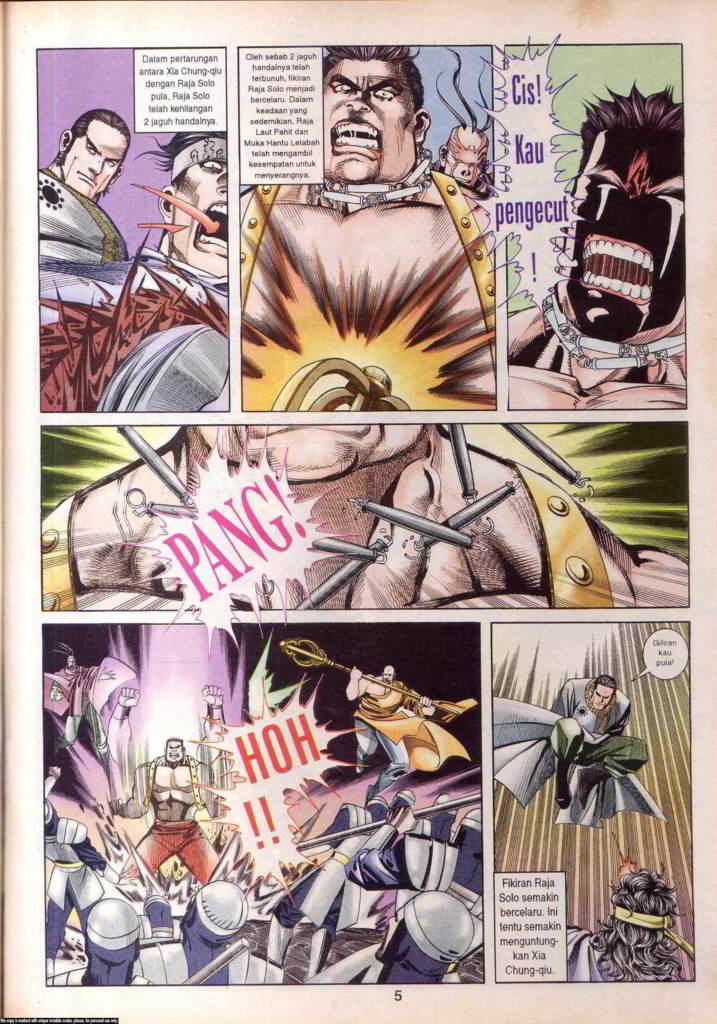 Dalam pertarungan
antara Xia Chung-qiu
dengan Raja Solo
pula, Raja Solo
telah kehilangan
2 jaguh handalnya.
Oleh sebab 2 jaguh
handalnya telah
terbunuh, fikiran
Raja Solo menjadi
bercelaru. Dalam
keadaan yang
sedemikian, Raja
Laut Pahit dan
Muka Hantu Lelabah
telah mengambil
kesempatan untuk
menyerangnya.
Cis!
Kau
pengecut
!
PANG!
HOH
!!
Giliran
kau
pula!
Fikiran Raja
Solo semakin
bercelaru. Ini
tentu semakin
menguntung-
kan Xia
Chung-qiu.
5